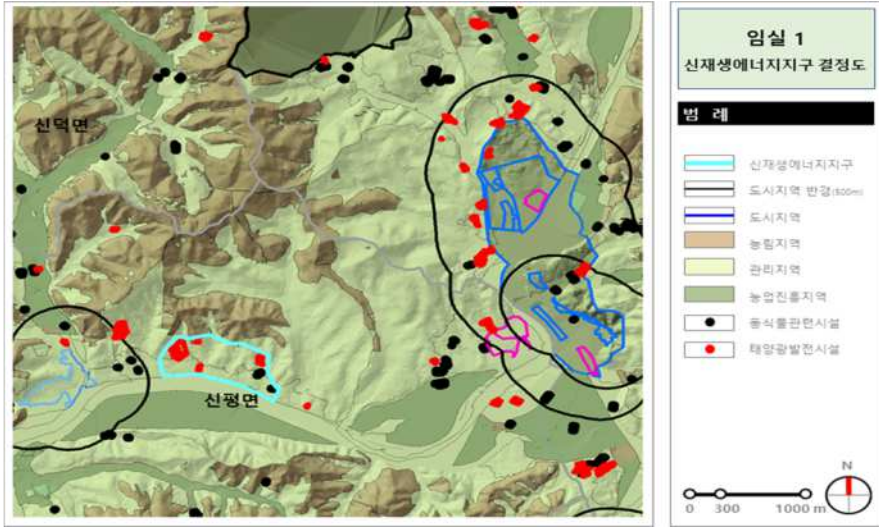 임실 1
신재생에너지지구 결정도
범 례
신재생에너지지구
도시지역 반경(500m)
도시지역
농림지역
관리지역
농업진흥지역
동식물관련시설
태양광발전시설
신덕면
신평면
N
0 300 1000 m